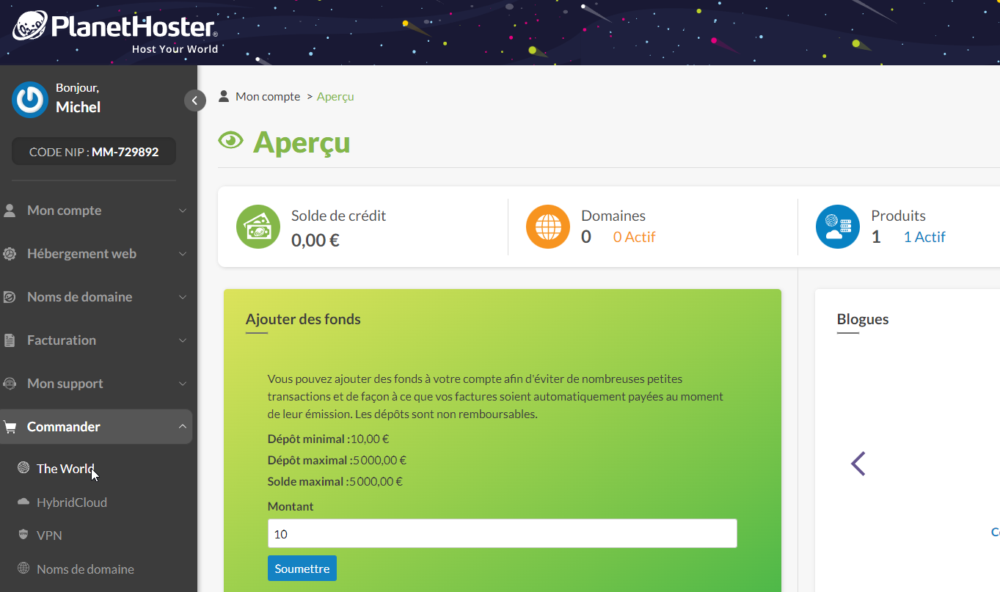 PlanetHoster®
Host Your World
Bonjour,
Michel
CODE NIP : MM-729892
Mon compte
Hébergement web
Noms de domaine
Facturation
Mon support
Commander
The World
HybridCloud
VPN
Noms de domaine
Mon compte > Aperçu
Aperçu
Solde de crédit
0,00 €
Domaines
0 0 Actif
Produits
1 1 Actif
Ajouter des fonds
Vous pouvez ajouter des fonds à votre compte afin d'éviter de nombreuses petites
transactions et de façon à ce que vos factures soient automatiquement payées au moment
de leur émission. Les dépôts sont non remboursables.
Dépôt minimal :10,00 €
Dépôt maximal :5 000,00 €
Solde maximal :5 000,00 €
Montant
10
Soumettre
Blogues